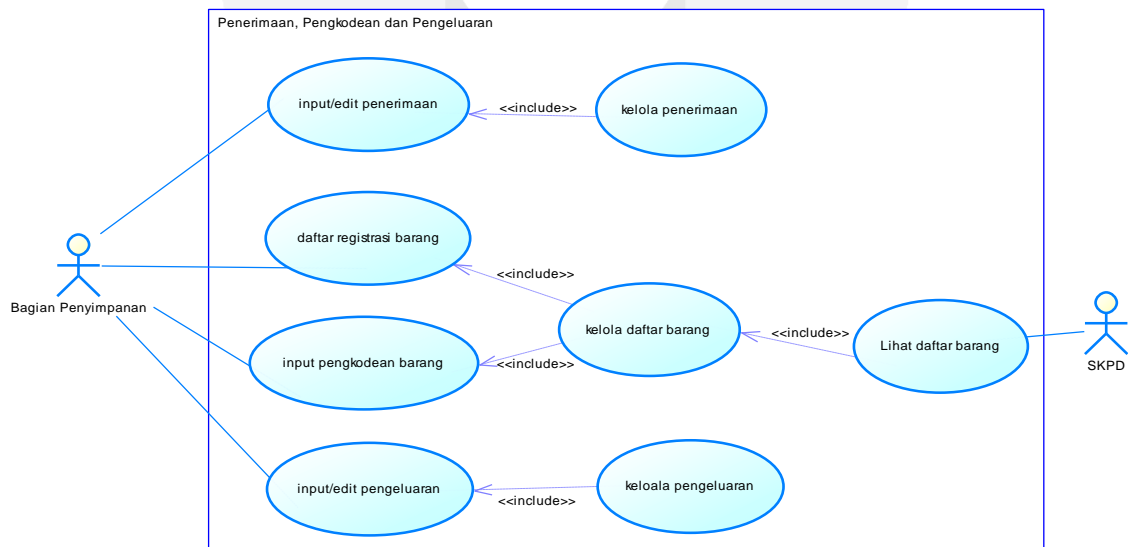 Penerimaan, Pengkodean dan Pengeluaran
input/edit penerimaan
<<include>>
kelola penerimaan
daftar registrasi barang
<<include>>
Bagian Penyimpanan
kelola daftar barang
<<include>>
Lihat daftar barang
SKPD
input pengkodean barang
<<include>>
input/edit pengeluaran
<<include>>
keloala pengeluaran